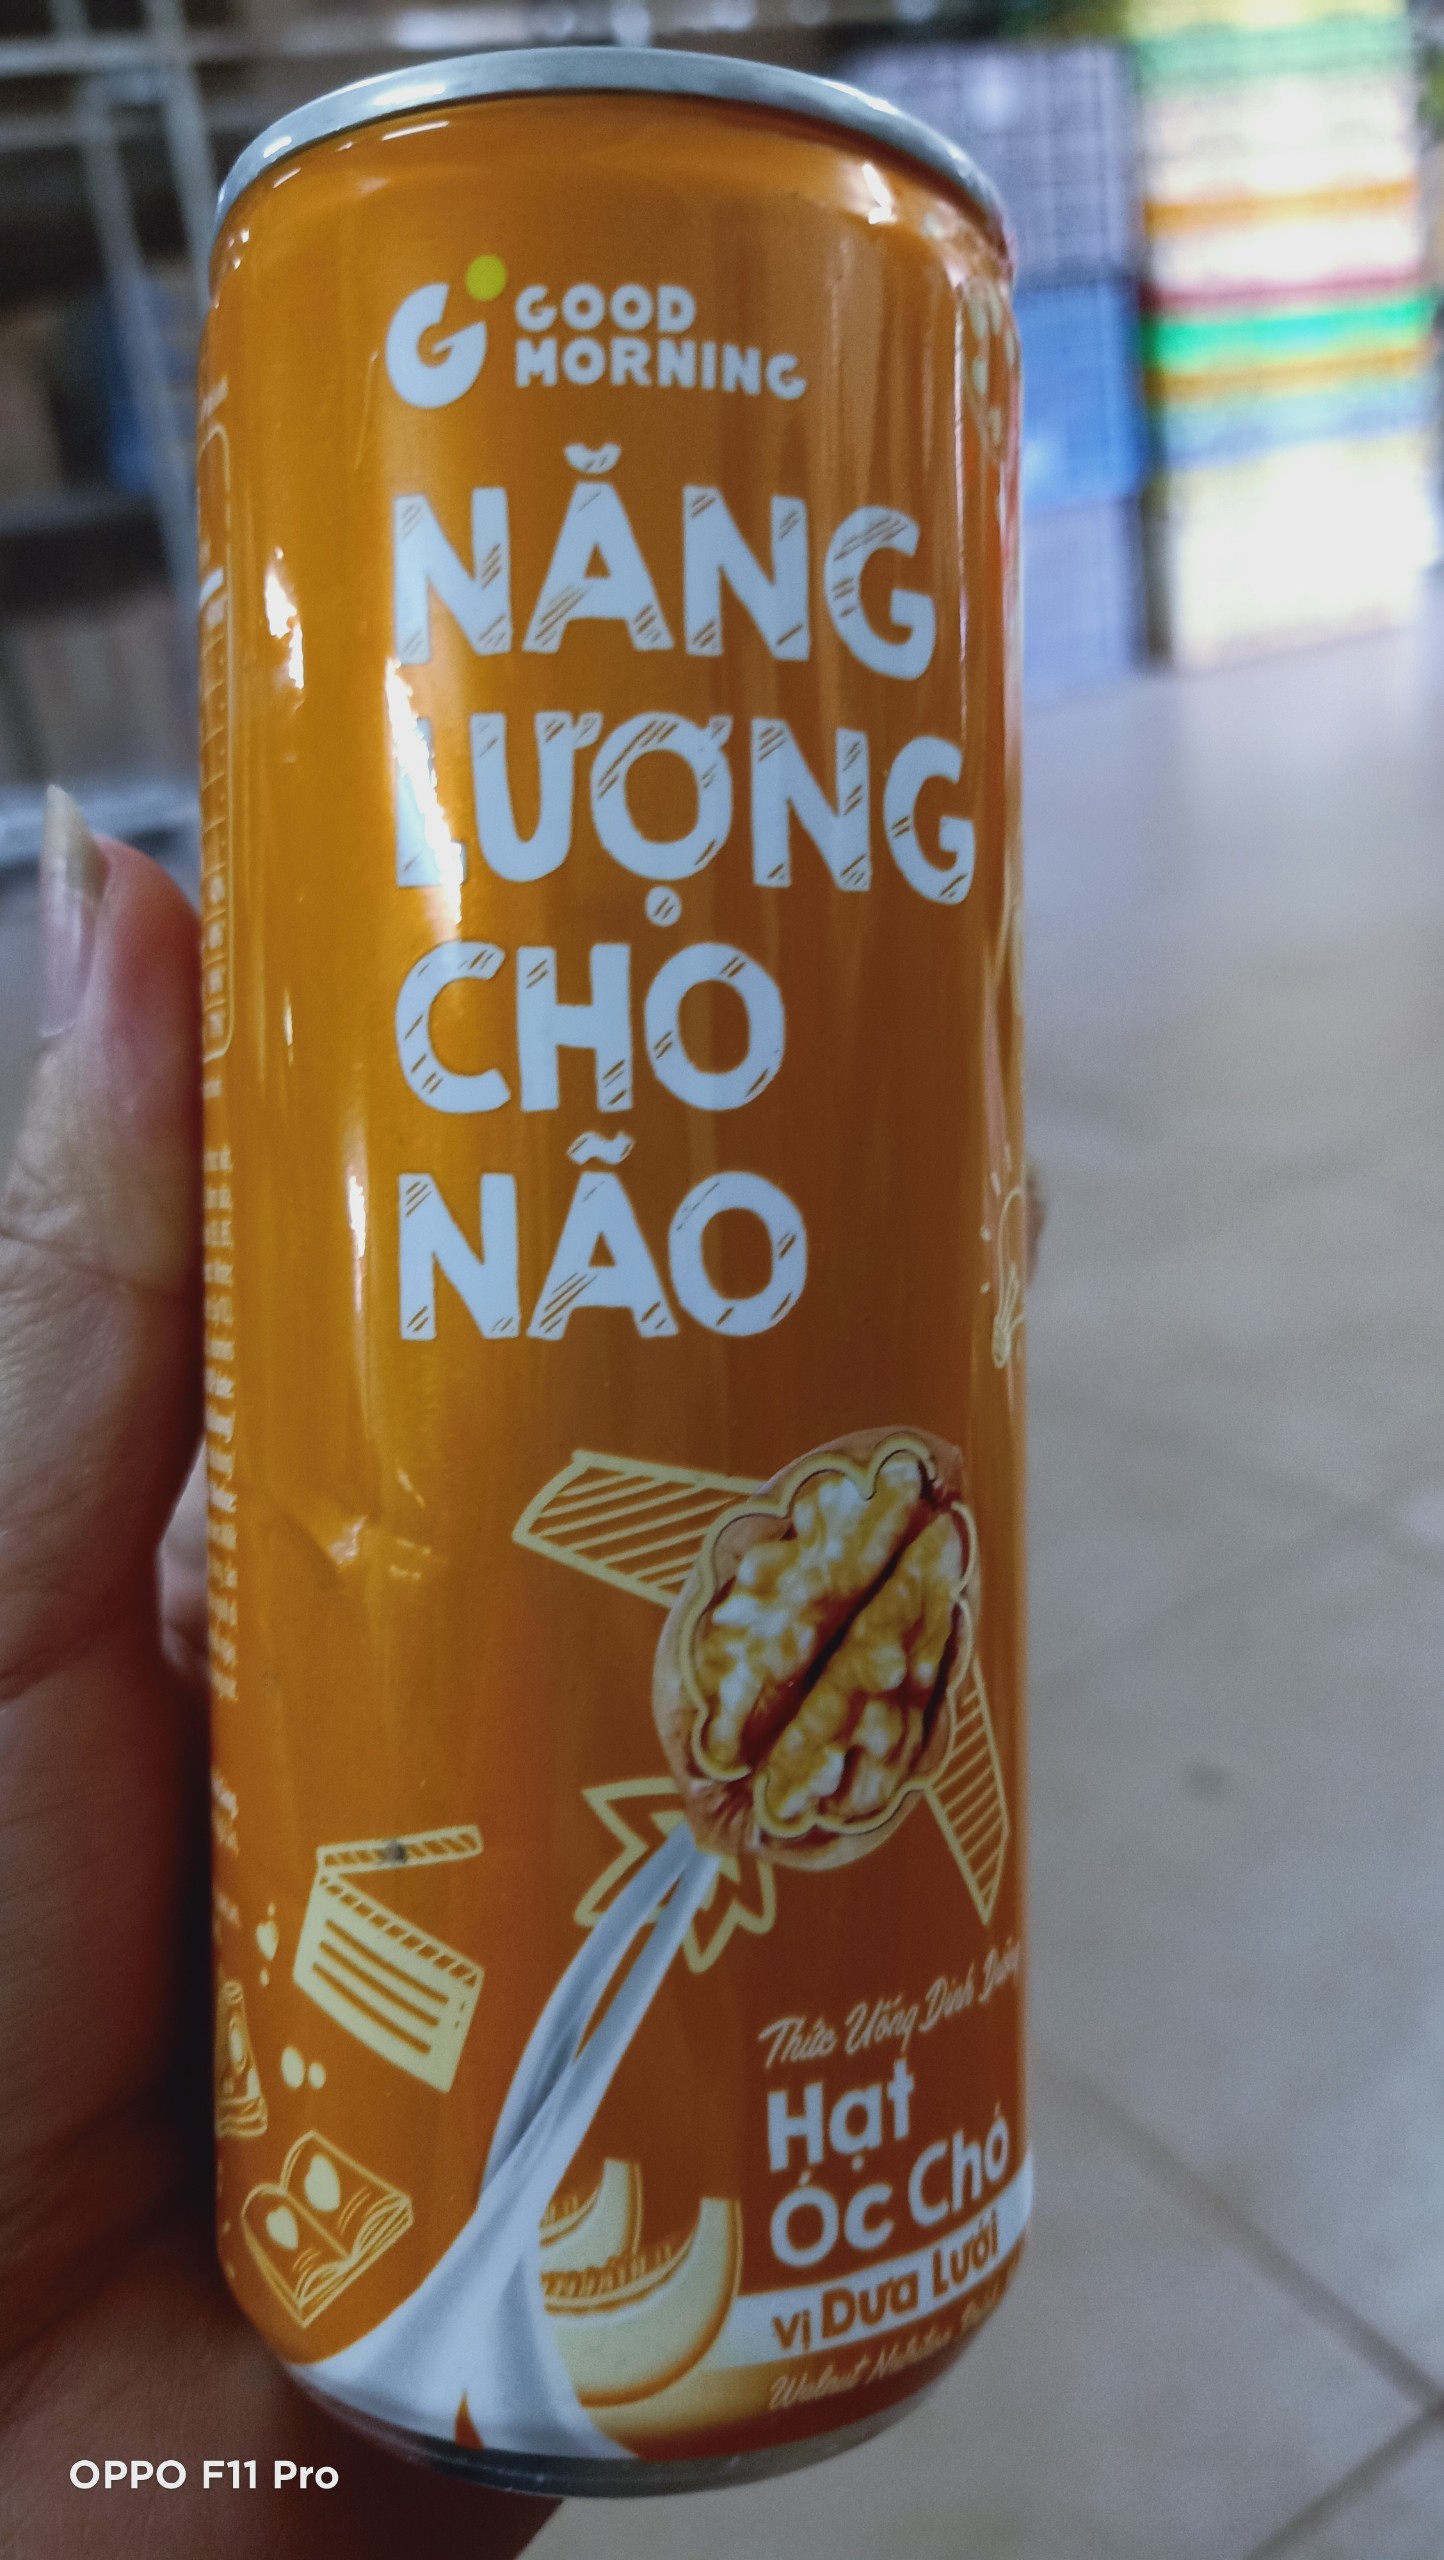 GOOD
MORNING
NĂNG
LƯỢNG
CHO
NÃO
Thức Uống Dinh Dưỡng
Hạt
Óc Chó
Vị Dưa Lưới
Walnut
OPPO F11 Pro